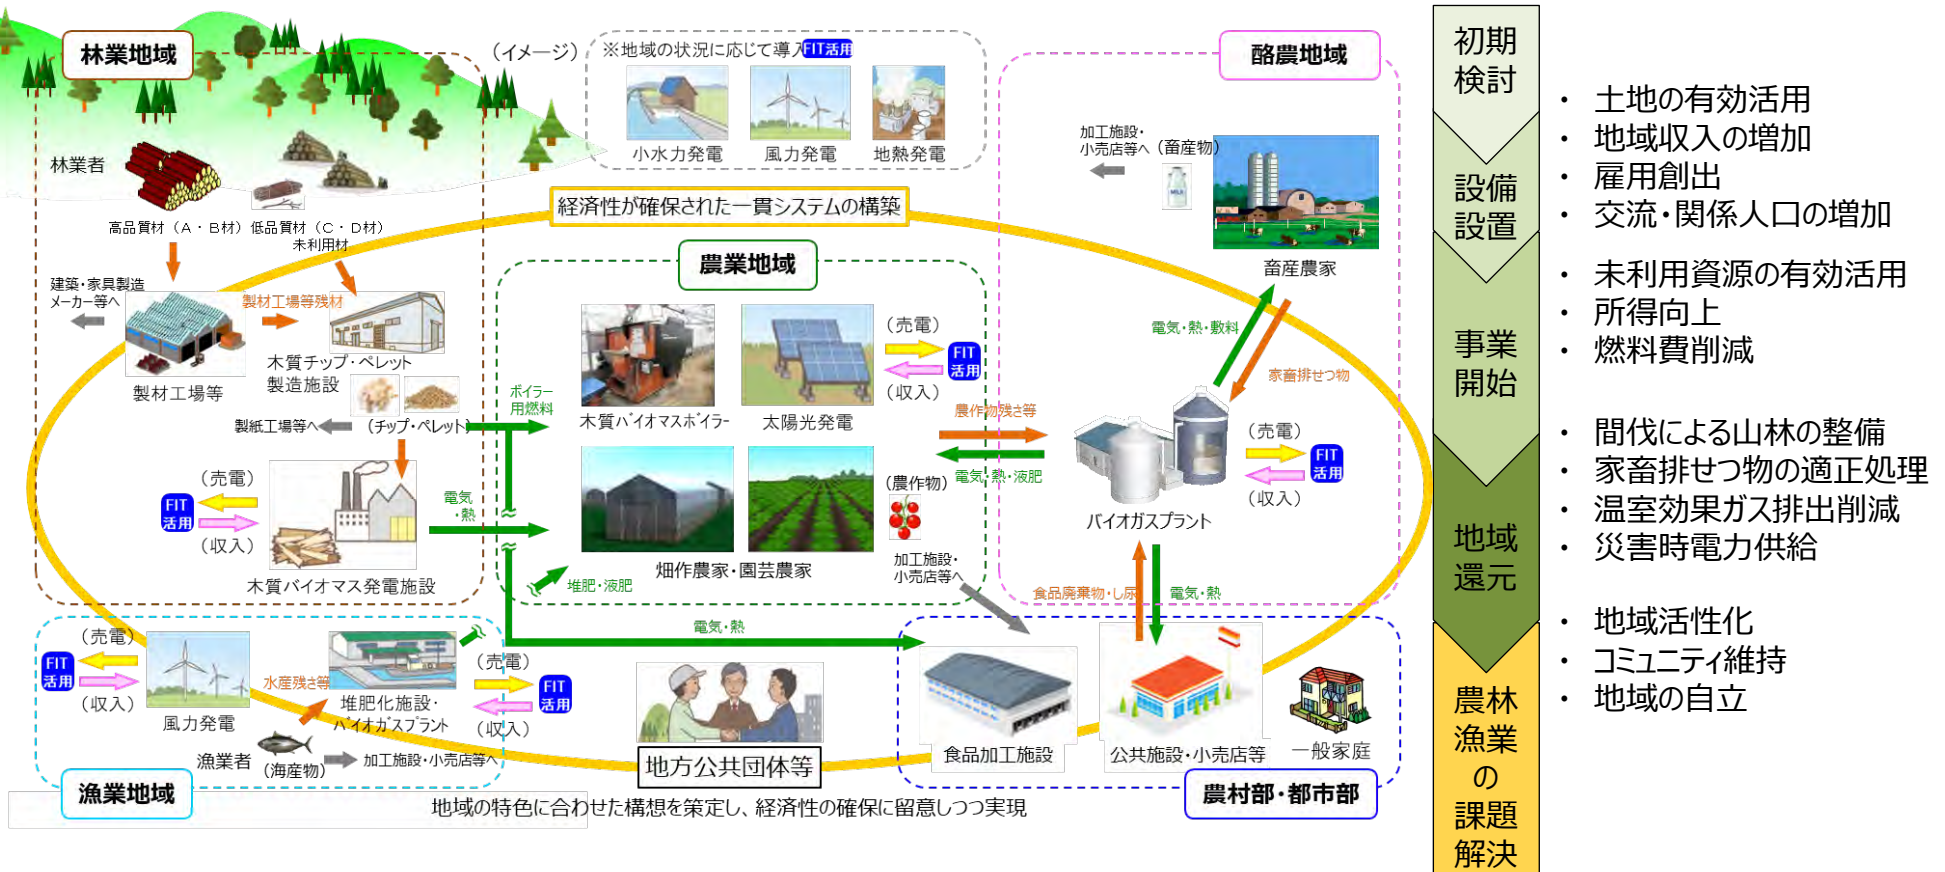 林業地域
(イメージ)
※地域の状況に応じて導入
FIT活用
小水力発電
風力発電
地熱発電
酪農地域
林業者
高品質材(A・B材)
低品質材(C・D材)
未利用材
経済性が確保された一貫システムの構築
加工施設・
小売店等へ
(畜産物)
MILK
畜産農家
建築・家具製造
メーカー等へ
製材工場等残材
製材工場等
木質チップ・ペレット
製造施設
製紙工場等へ
(チップ・ペレット)
農業地域
ボイラー
用燃料
木質バイオマスボイラー
太陽光発電
(売電)
FIT
活用
(収入)
電気・熱・敷料
家畜排せつ物
農作物残さ等
電気・熱・液肥
(売電)
FIT
活用
(収入)
バイオガスプラント
(売電)
FIT
活用
(収入)
木質バイオマス発電施設
電気
・熱
畑作農家・園芸農家
(農作物)
加工施設・
小売店等へ
堆肥・液肥
食品廃棄物・し尿
電気・熱
電気・熱
(売電)
FIT
活用
(収入)
風力発電
水産残さ等
堆肥化施設・
バイオガスプラント
(売電)
FIT
活用
(収入)
漁業者
(海産物)
加工施設・小売店等へ
漁業地域
地方公共団体等
食品加工施設
公共施設・小売店等
一般家庭
農村部・都市部
地域の特色に合わせた構想を策定し、経済性の確保に留意しつつ実現
初期
検討
設備
設置
事業
開始
地域
還元
農林
漁業
の
課題
解決
・ 土地の有効活用
・ 地域収入の増加
・ 雇用創出
・ 交流・関係人口の増加
・ 未利用資源の有効活用
・ 所得向上
・ 燃料費削減
・ 間伐による山林の整備
・ 家畜排せつ物の適正処理
・ 温室効果ガス排出削減
・ 災害時電力供給
・ 地域活性化
・ コミュニティ維持
・ 地域の自立